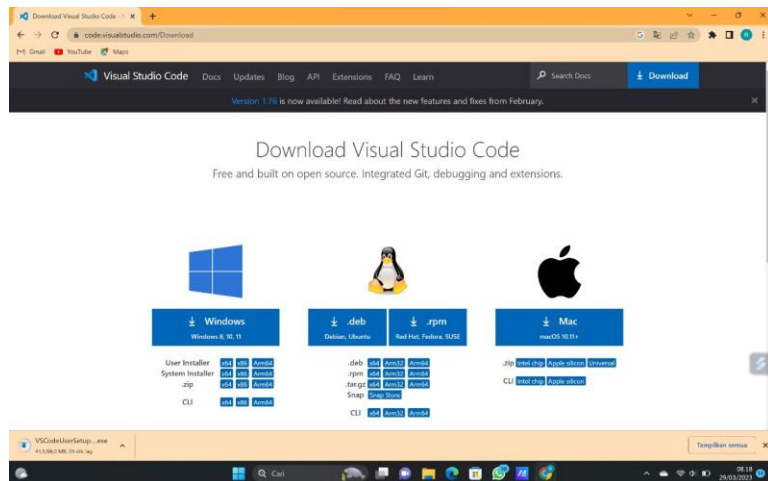 Download Visual Studio Code -
code.visualstudio.com/Download
Gmail YouTube Maps
Visual Studio Code Docs Updates Blog API Extensions FAQ Learn Search Docs Download
Version 1.76 is now available! Read about the new features and fixes from February.
Download Visual Studio Code
Free and built on open source. Integrated Git, debugging and extensions.
Windows
Windows 8, 10, 11
.deb
Debian, Ubuntu
.rpm
Red Hat, Fedora, SUSE
Mac
macOS 10.11+
User Installer x64 x86 Arm64
System Installer x64 x86 Arm64
.zip x64 x86 Arm64
CLI x64 x86 Arm64
.deb x64 Arm32 Arm64
.rpm x64 Arm32 Arm64
.tar.gz x64 Arm32 Arm64
Snap Snap Store
CLI x64 Arm32 Arm64
.zip Intel chip Apple silicon Universal
CLI Intel chip Apple silicon
VSCodeUserSetup....exe
Tampilkan semua
Cari
08.18
29/03/2023